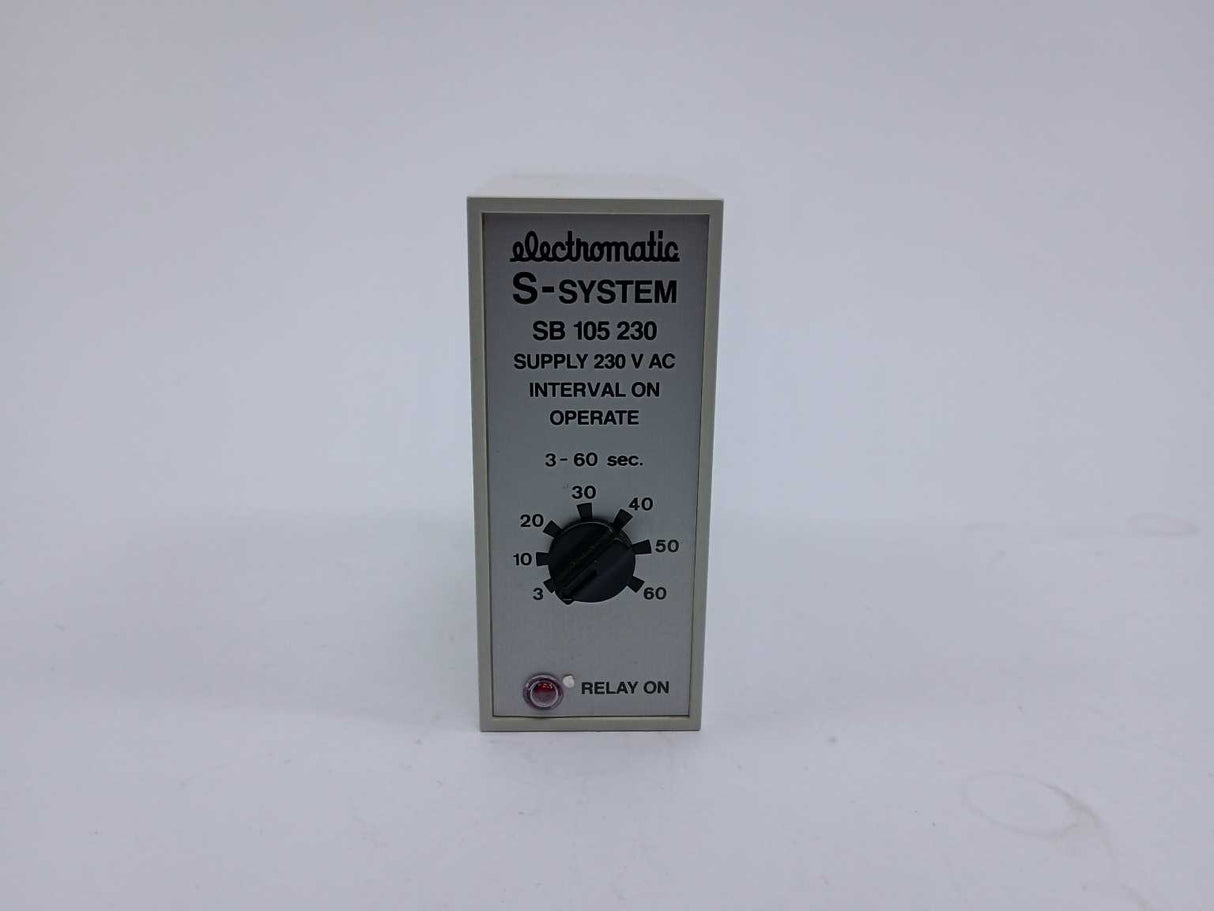 electromatic
S-SYSTEM
SB 105 230
SUPPLY 230 V AC
INTERVAL ON
OPERATE
3-60 sec.
30
20 40
10 50
3 60
RELAY ON